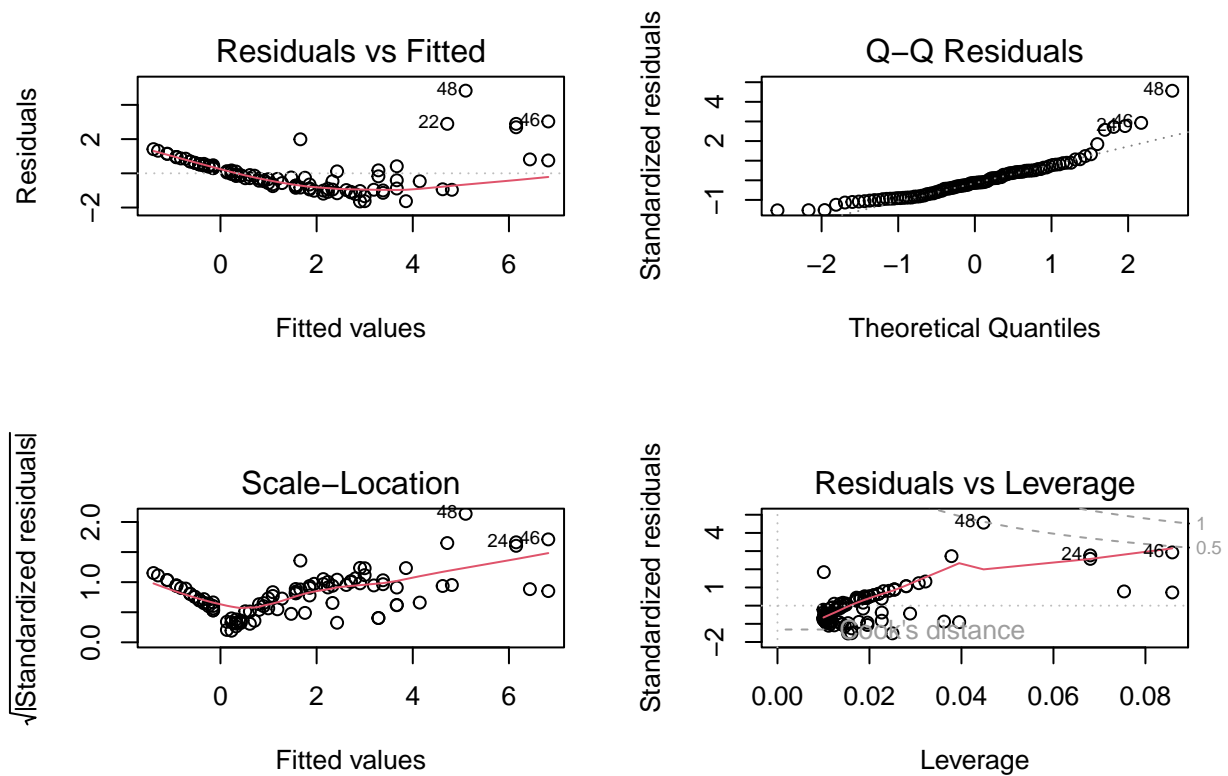 Residuals vs Fitted
Residuals
2
−2
48
22
46
0 2 4 6
Fitted values
Q−Q Residuals
Standardized residuals
4
2
−1
48
46
−2 −1 0 1 2
Theoretical Quantiles
Scale−Location
√|Standardized residuals|
2.0
1.0
0.0
48
24
46
0 2 4 6
Fitted values
Residuals vs Leverage
Standardized residuals
4
1
−2
48
24
46
1
0.5
Cook's distance
0.00 0.02 0.04 0.06 0.08
Leverage